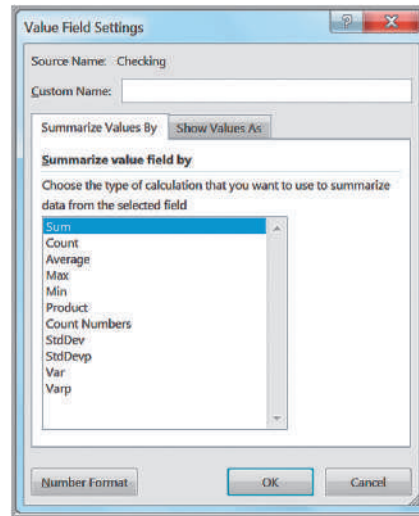 Value Field Settings
Source Name: Checking
Custom Name:
Summarize Values By Show Values As
Summarize value field by
Choose the type of calculation that you want to use to summarize
data from the selected field
Sum
Count
Average
Max
Min
Product
Count Numbers
StdDev
StdDevp
Var
Varp
Number Format OK Cancel